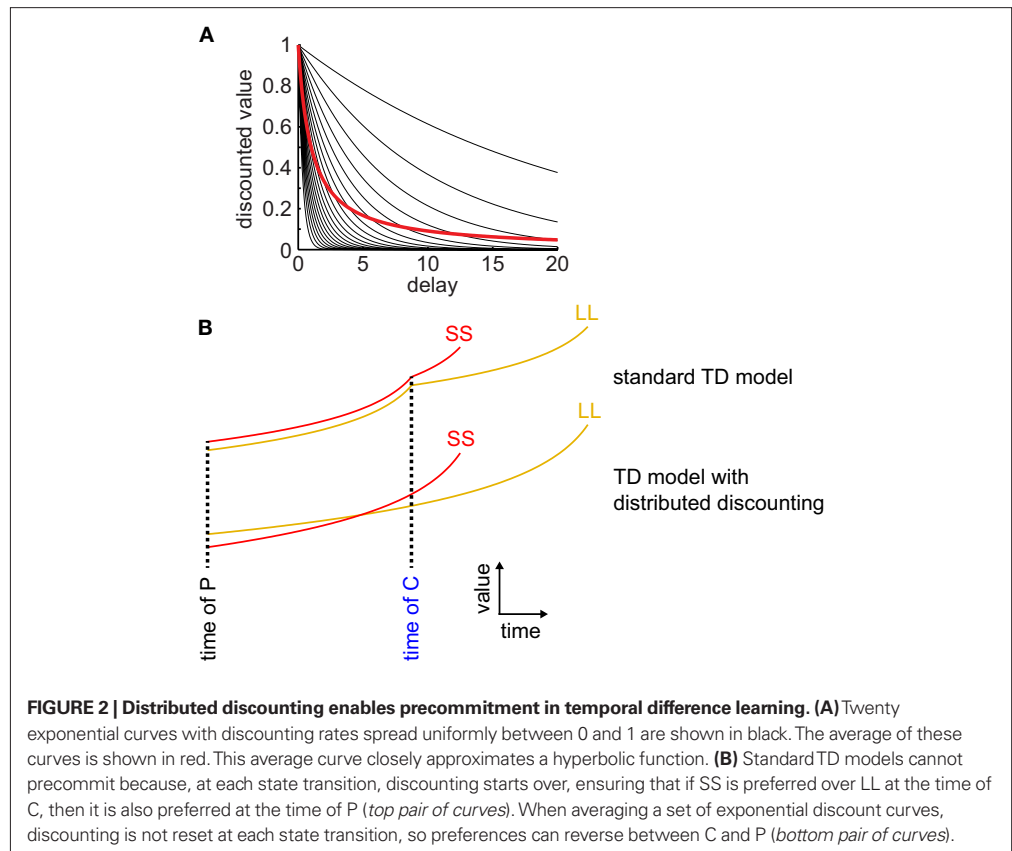 A
1
0.8
0.6
0.4
0.2
0
discounted value
0 5 10 15 20
delay
B
SS
LL
standard TD model
SS
LL
TD model with
distributed discounting
time of P
time of C
value
time
FIGURE 2 | Distributed discounting enables precommitment in temporal difference learning. (A) Twenty
exponential curves with discounting rates spread uniformly between 0 and 1 are shown in black. The average of these
curves is shown in red. This average curve closely approximates a hyperbolic function. (B) Standard TD models cannot
precommit because, at each state transition, discounting starts over, ensuring that if SS is preferred over LL at the time of
C, then it is also preferred at the time of P (top pair of curves). When averaging a set of exponential discount curves,
discounting is not reset at each state transition, so preferences can reverse between C and P (bottom pair of curves).